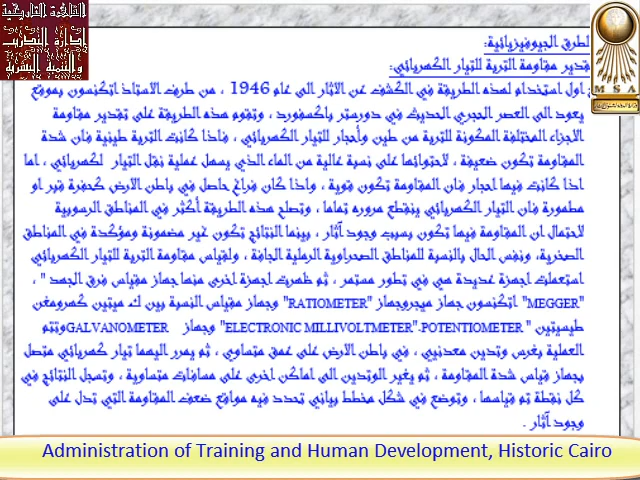 القاهرة التاريخية
إدارة التدريب
والتنمية البشرية
M S A
الطرق الجيوفيزيائية:
تقدير مقاومة التربة للتيار الكهربائي:
اول استخدام لهذه الطريقة في الكشف عن الاثار الى عام 1946 ، من طرف الاستاذ اتكنسون بموقع
يعود الى العصر الحجري الحديث في دورستر باكسفورد ، وتقوم هذه الطريقة على تقدير مقاومة
الاجزاء المختلفة المكونة للتربة من طين وأحجار للتيار الكهربائي ، فاذا كانت التربة طينية فان شدة
المقاومة تكون ضعيفة ، لاحتوائها على نسبة عالية من الماء الذي يسهل عملية نقل التيار لكهربائي ، اما
اذا كانت فيها احجار فان المقاومة تكون قوية ، واذا كان فراغ حاصل في باطن الارض كحفرة قبر او
مطمورة فان التيار الكهربائي ينقطع مروره تماما ، وتصلح هذه الطريقة أكثر في المناطق الرسوبية
لاحتمال ان المقاومة فيها تكون بسبب وجود آثار ، بينما النتائج تكون غير مضمونة ومؤكدة في المناطق
الصخرية، ونفس الحال بالنسبة للمناطق الصحراوية الرملية الجافة ، ولقياس مقاومة التربة للتيار الكهربائي
استعملت اجهزة عديدة هي في تطور مستمر ، ثم ظهرت اجهزة اخرى منها جهاز مقياس فرق الجهد " ،
"MEGGER" اتكنسون جهاز ميجروجهاز "RATIOMETER" وجهاز مقياس النسبة بين ك ميتين كهرومغن
طيسيتين " ELECTRONIC MILLIVOLTMETER"-POTENTIOMETER" وجهاز GALVANOMETER وتتم
العملية بغرس وتدين معدنيي ، في باطن الارض على عمق متساوي ، ثم يمرر اليهما تيار كهربائي متصل
بجهاز قياس شدة المقاومة ، ثم يغير الوتدين الى اماكن اخرى على مسافات متساوية ، وتسجل النتائج في
كل نقطة تم قياسها ، وتوضع في شكل مخطط بياني تحدد فيه مواقع ضعف المقاومة التي تدل على
وجود آثار .
Administration of Training and Human Development, Historic Cairo